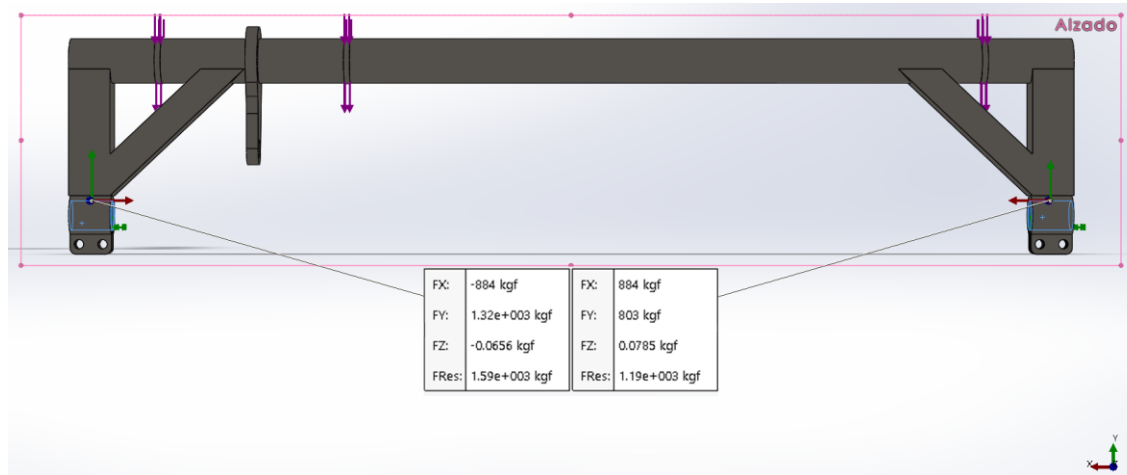 Alzado
FX: -884 kgf
FY: 1.32e+003 kgf
FZ: -0.0656 kgf
FRes: 1.59e+003 kgf
FX: 884 kgf
FY: 803 kgf
FZ: 0.0785 kgf
FRes: 1.19e+003 kgf
Y
X